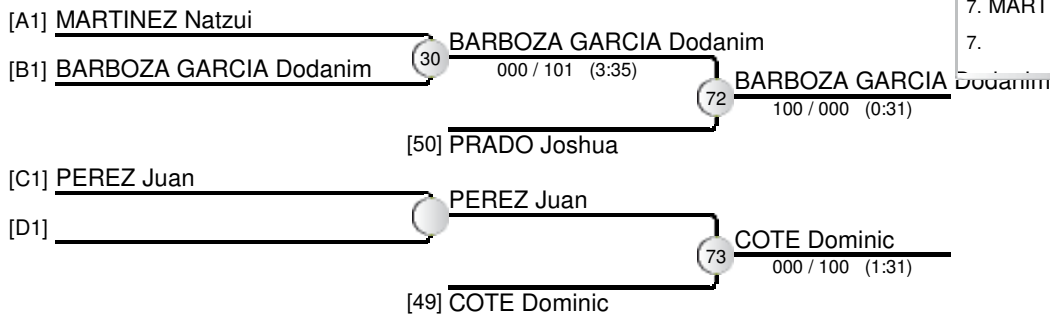 7. MART
7.
[A1] MARTINEZ Natzui
[B1] BARBOZA GARCIA Dodanim
30
BARBOZA GARCIA Dodanim
000 / 101 (3:35)
72
BARBOZA GARCIA Dodanim
100 / 000 (0:31)
[50] PRADO Joshua
[C1] PEREZ Juan
[D1]
PEREZ Juan
73
COTE Dominic
000 / 100 (1:31)
[49] COTE Dominic